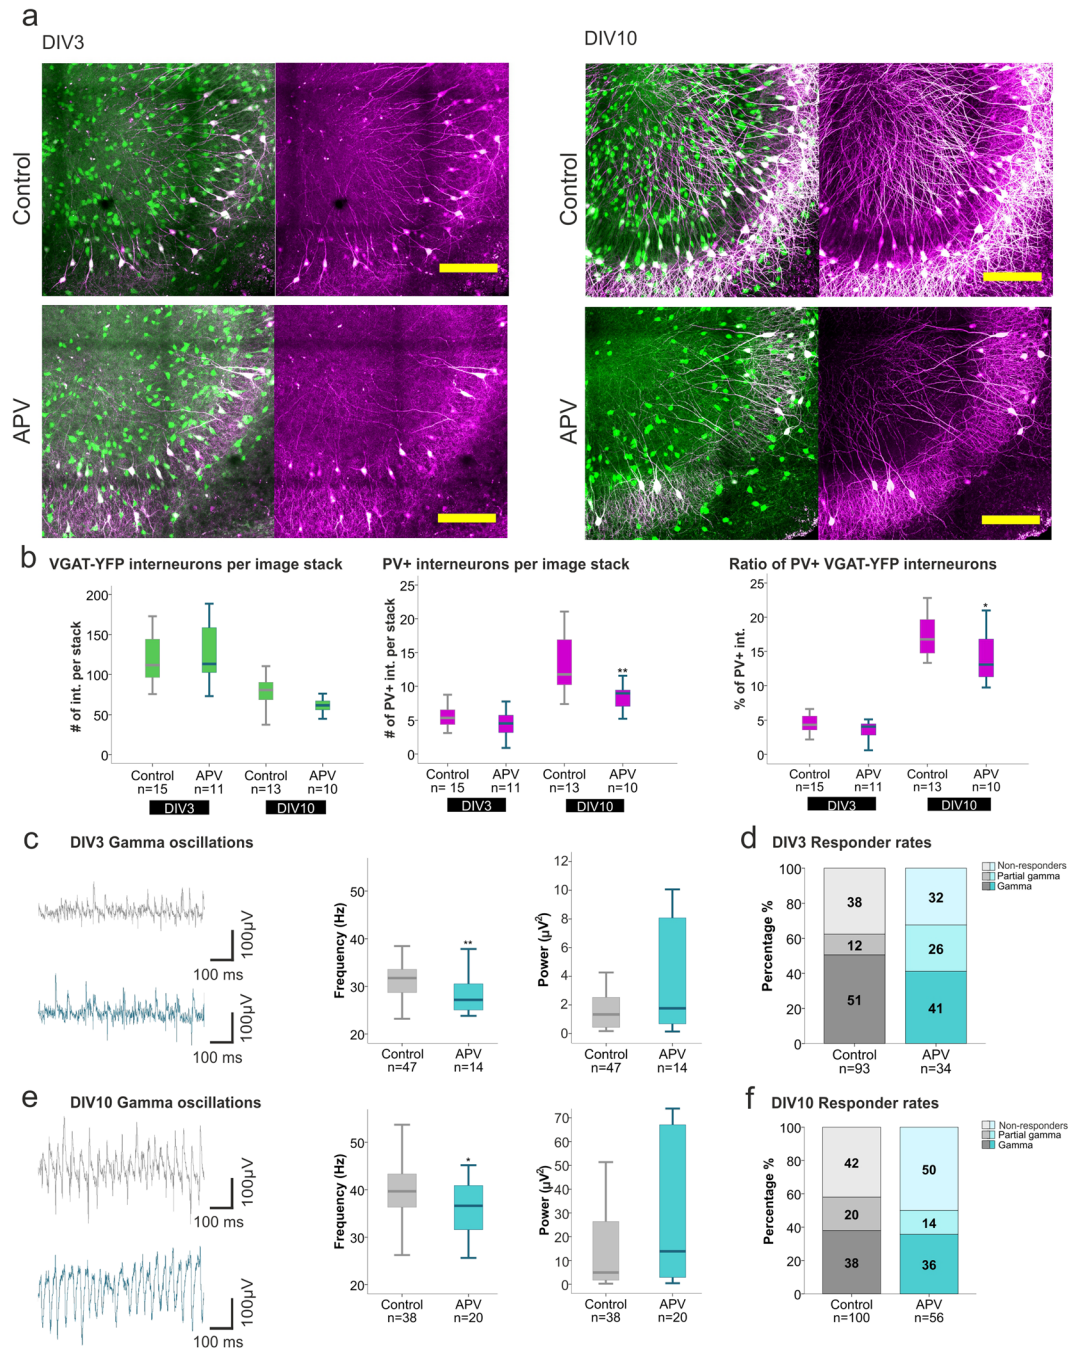 a
DIV3
DIV10
Control
Control
APV
APV
b
VGAT-YFP interneurons per image stack
PV+ interneurons per image stack
Ratio of PV+ VGAT-YFP interneurons
# of int. per stack
200
150
100
50
0
Control
n=15
APV
n=11
Control
n=13
APV
n=10
DIV3
DIV10
# of PV+ int. per stack
25
20
15
10
5
0
**
Control
n= 15
APV
n=11
Control
n=13
APV
n=10
DIV3
DIV10
% of PV+ int.
25
20
15
10
5
0
*
Control
n=15
APV
n=11
Control
n=13
APV
n=10
DIV3
DIV10
c
DIV3 Gamma oscillations
100µV
100 ms
100µV
100 ms
Frequency (Hz)
50
40
30
20
**
Control
n=47
APV
n=14
Power (µV²)
12
10
8
6
4
2
0
Control
n=47
APV
n=14
d
DIV3 Responder rates
Percentage %
100
80
60
40
20
0
38
12
51
32
26
41
Control
n=93
APV
n=34
Non-responders
Partial gamma
Gamma
e
DIV10 Gamma oscillations
100µV
100 ms
100µV
100 ms
Frequency (Hz)
50
40
30
20
*
Control
n=38
APV
n=20
Power (µV²)
70
60
50
40
30
20
10
0
Control
n=38
APV
n=20
f
DIV10 Responder rates
Percentage %
100
80
60
40
20
0
42
20
38
50
14
36
Control
n=100
APV
n=56
Non-responders
Partial gamma
Gamma